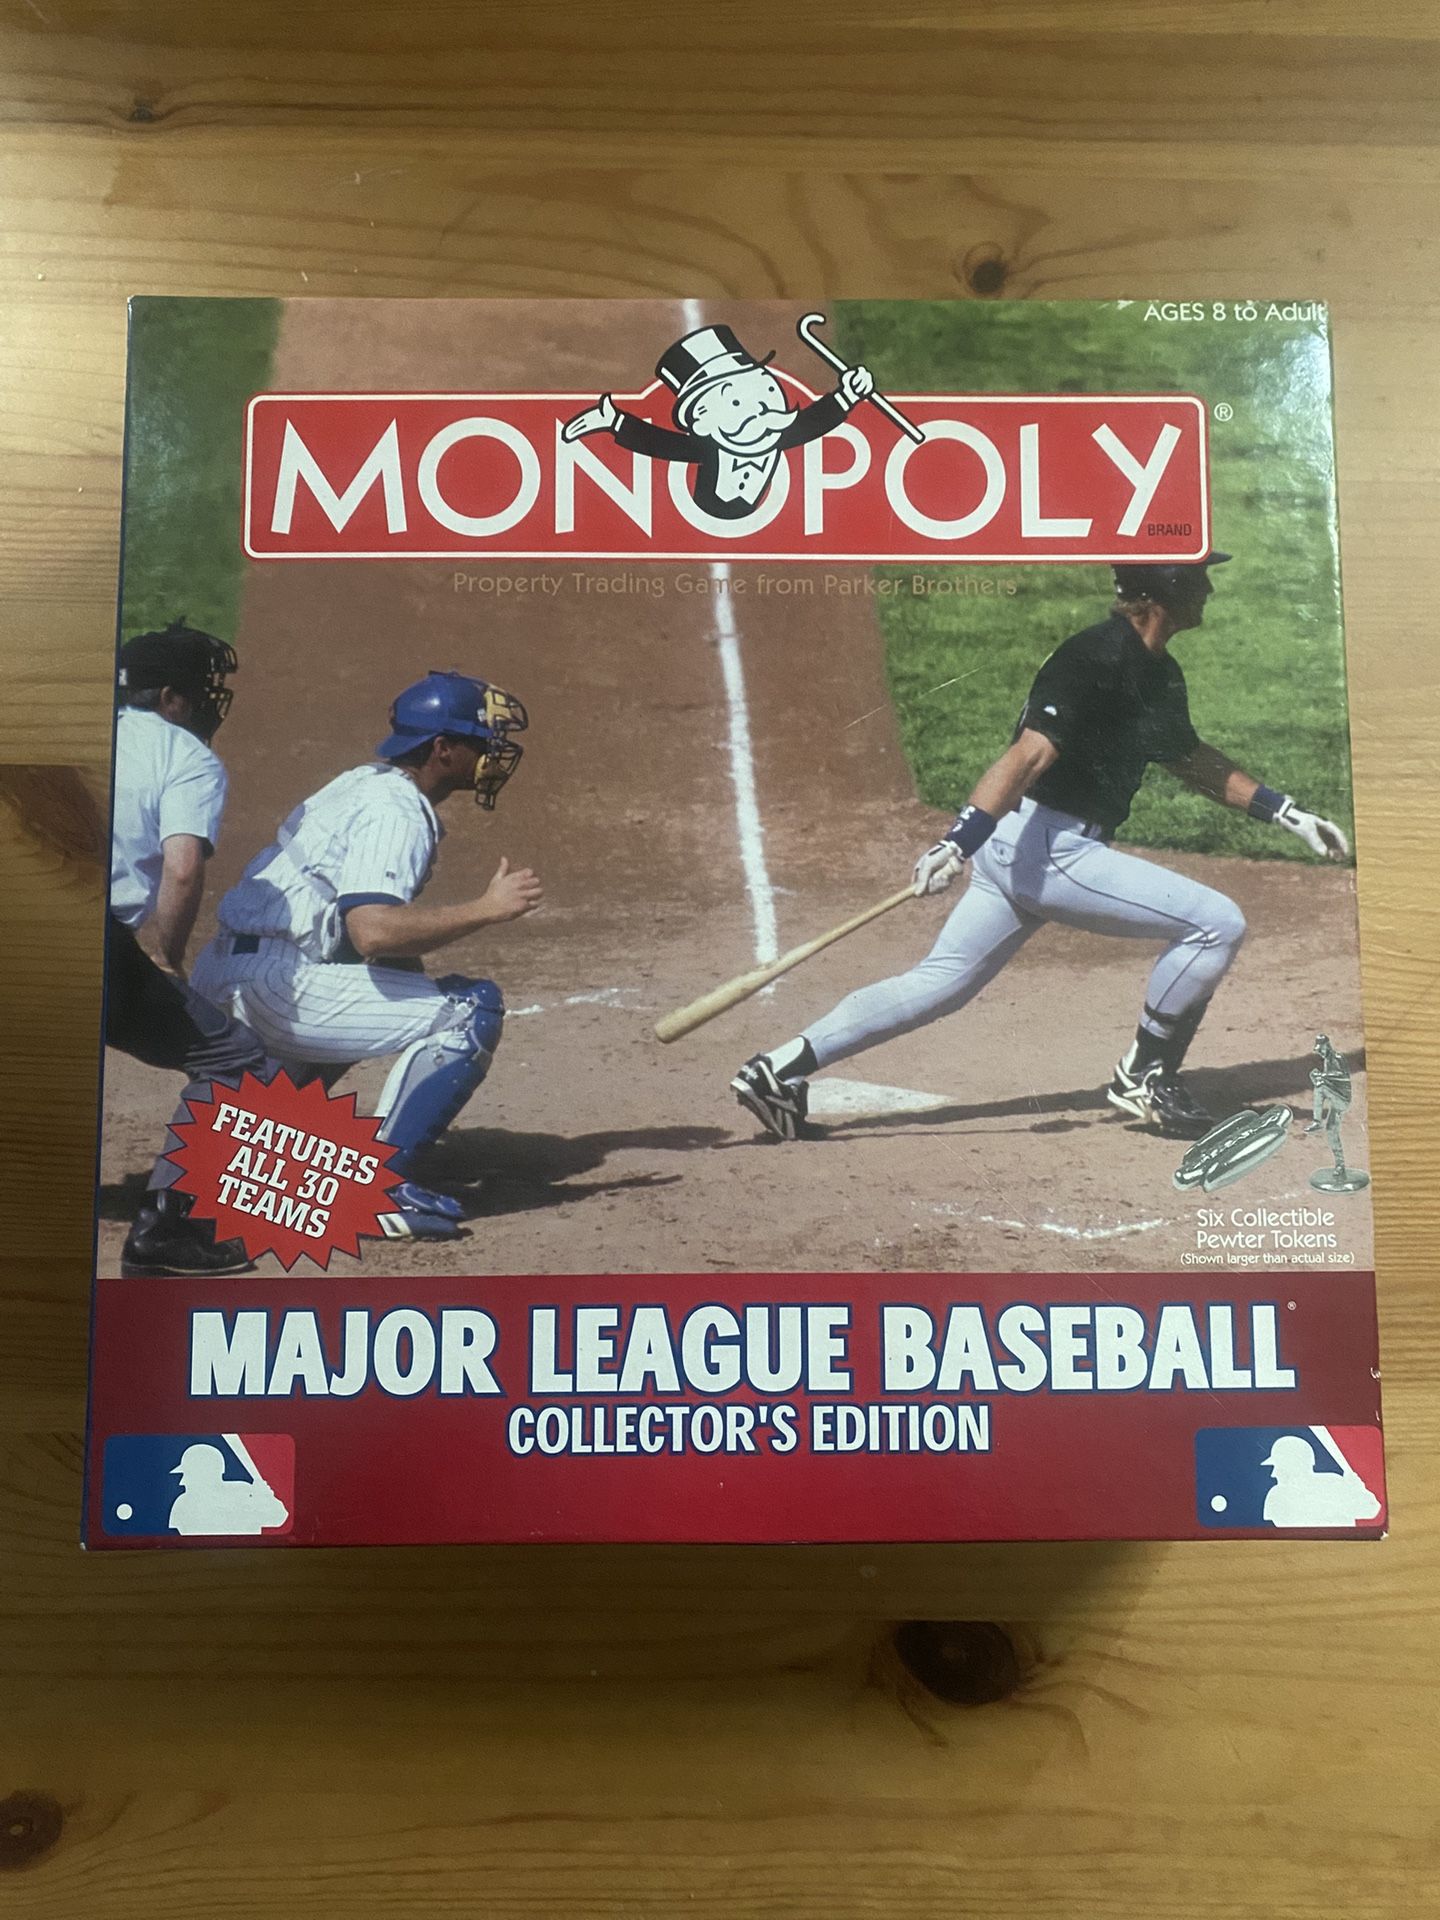 AGES 8 to Adult
MONOPOLY®
BRAND
Property Trading Game from Parker Brothers
FEATURES
ALL 30
TEAMS
Six Collectible
Pewter Tokens
(Shown larger than actual size)
MAJOR LEAGUE BASEBALL®
COLLECTOR'S EDITION